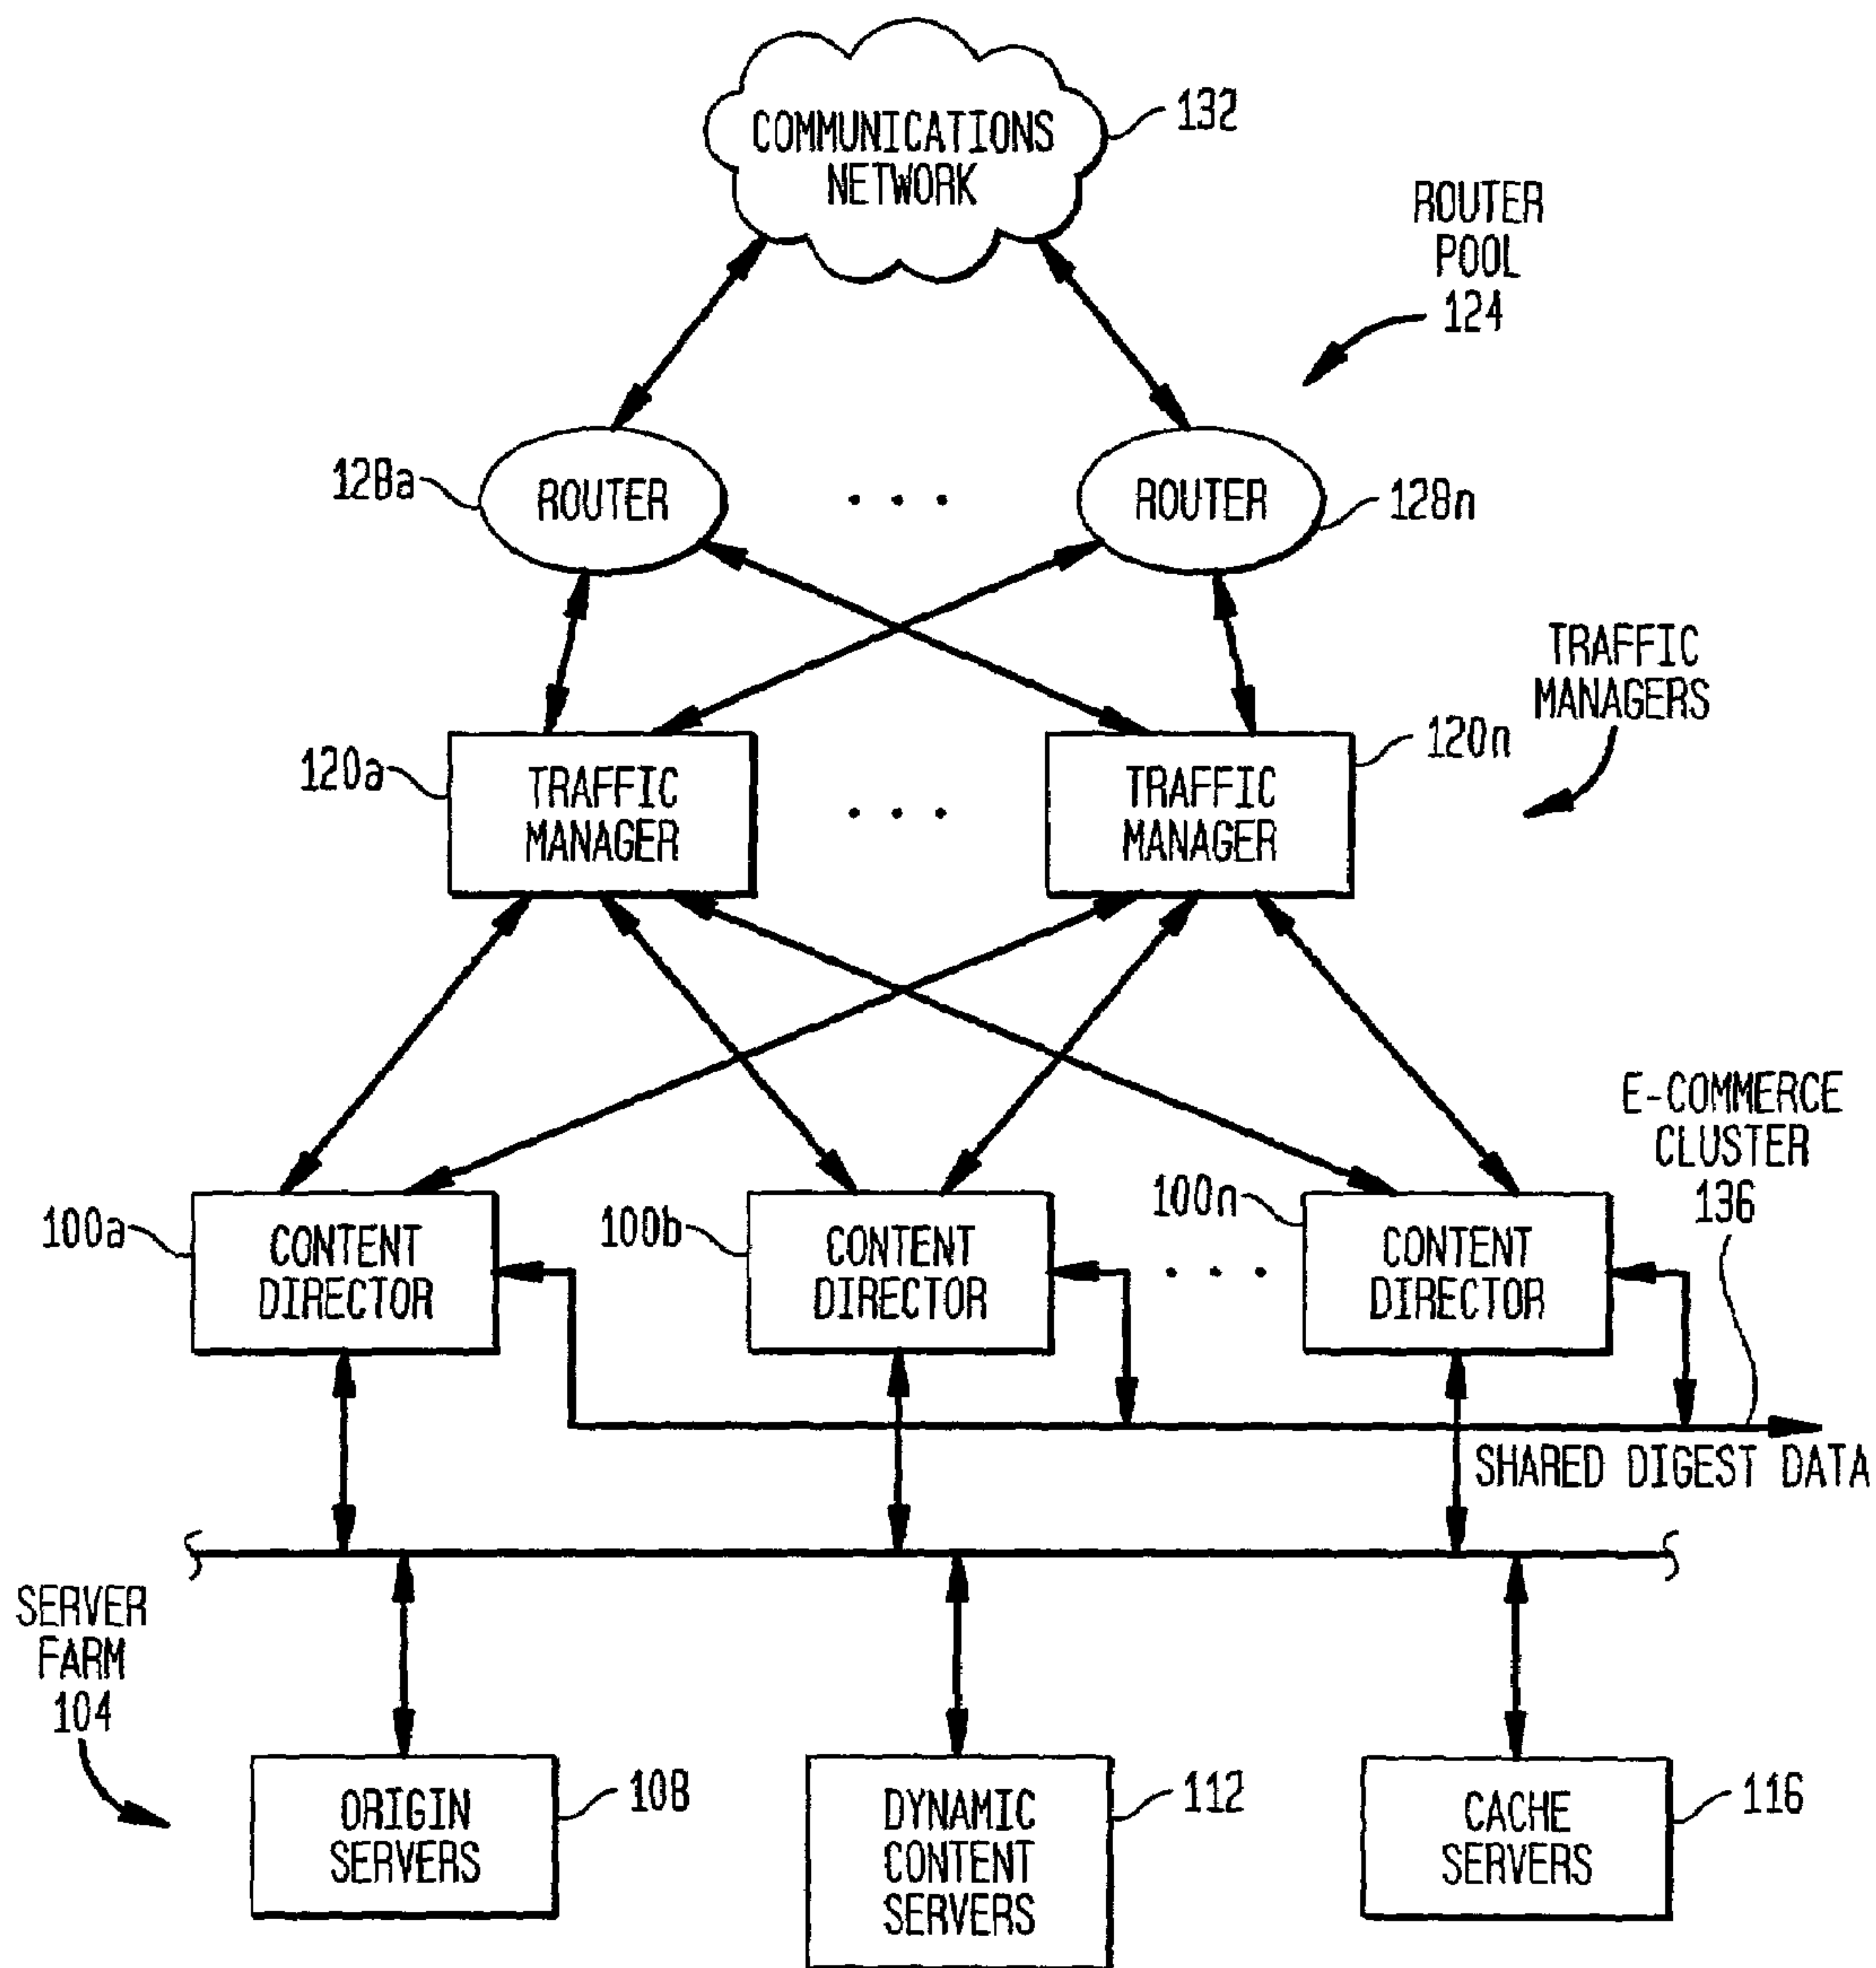 COMMUNICATIONS
NETWORK
132
ROUTER
POOL
124
128a
ROUTER
. . .
ROUTER
128n
TRAFFIC
MANAGERS
120a
TRAFFIC
MANAGER
. . .
TRAFFIC
MANAGER
120n
E-COMMERCE
CLUSTER
136
100a
CONTENT
DIRECTOR
100b
CONTENT
DIRECTOR
. . .
100n
CONTENT
DIRECTOR
SHARED DIGEST DATA
SERVER
FARM
104
ORIGIN
SERVERS
108
DYNAMIC
CONTENT
SERVERS
112
CACHE
SERVERS
116